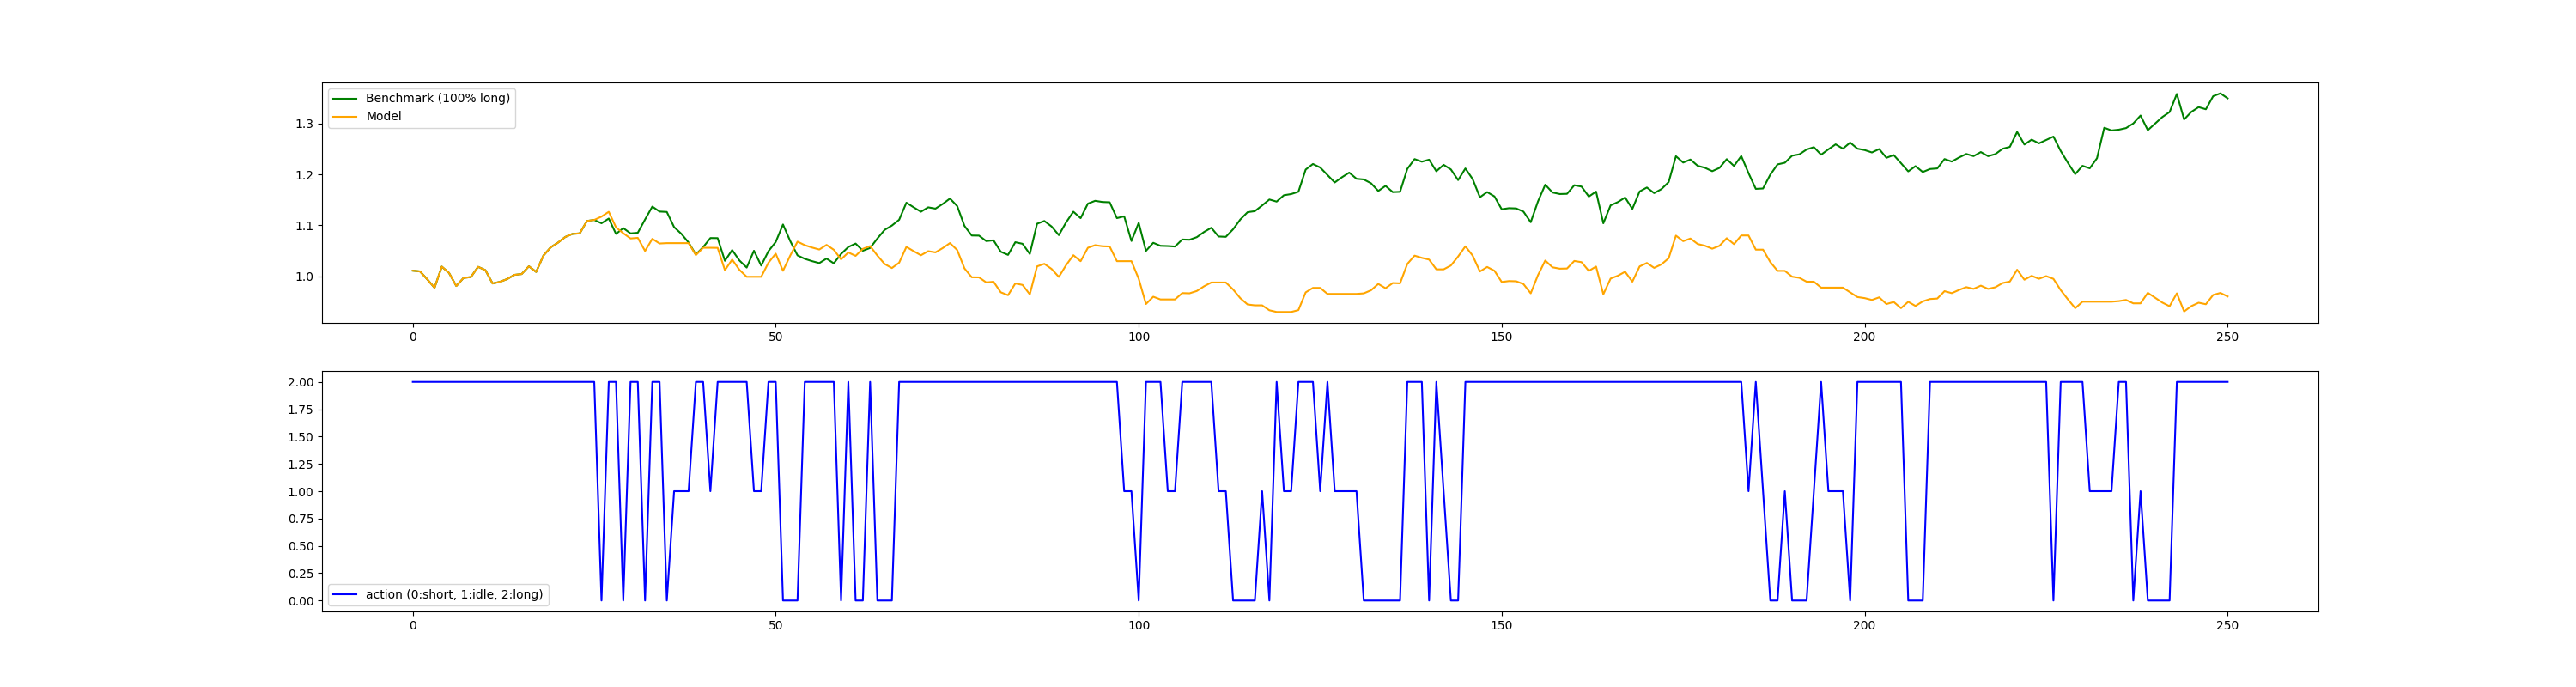 Benchmark (100% long)
Model
1.3
1.2
1.1
1.0
0 50 100 150 200 250
2.00
1.75
1.50
1.25
1.00
0.75
0.50
0.25
0.00
action (0:short, 1:idle, 2:long)
0 50 100 150 200 250